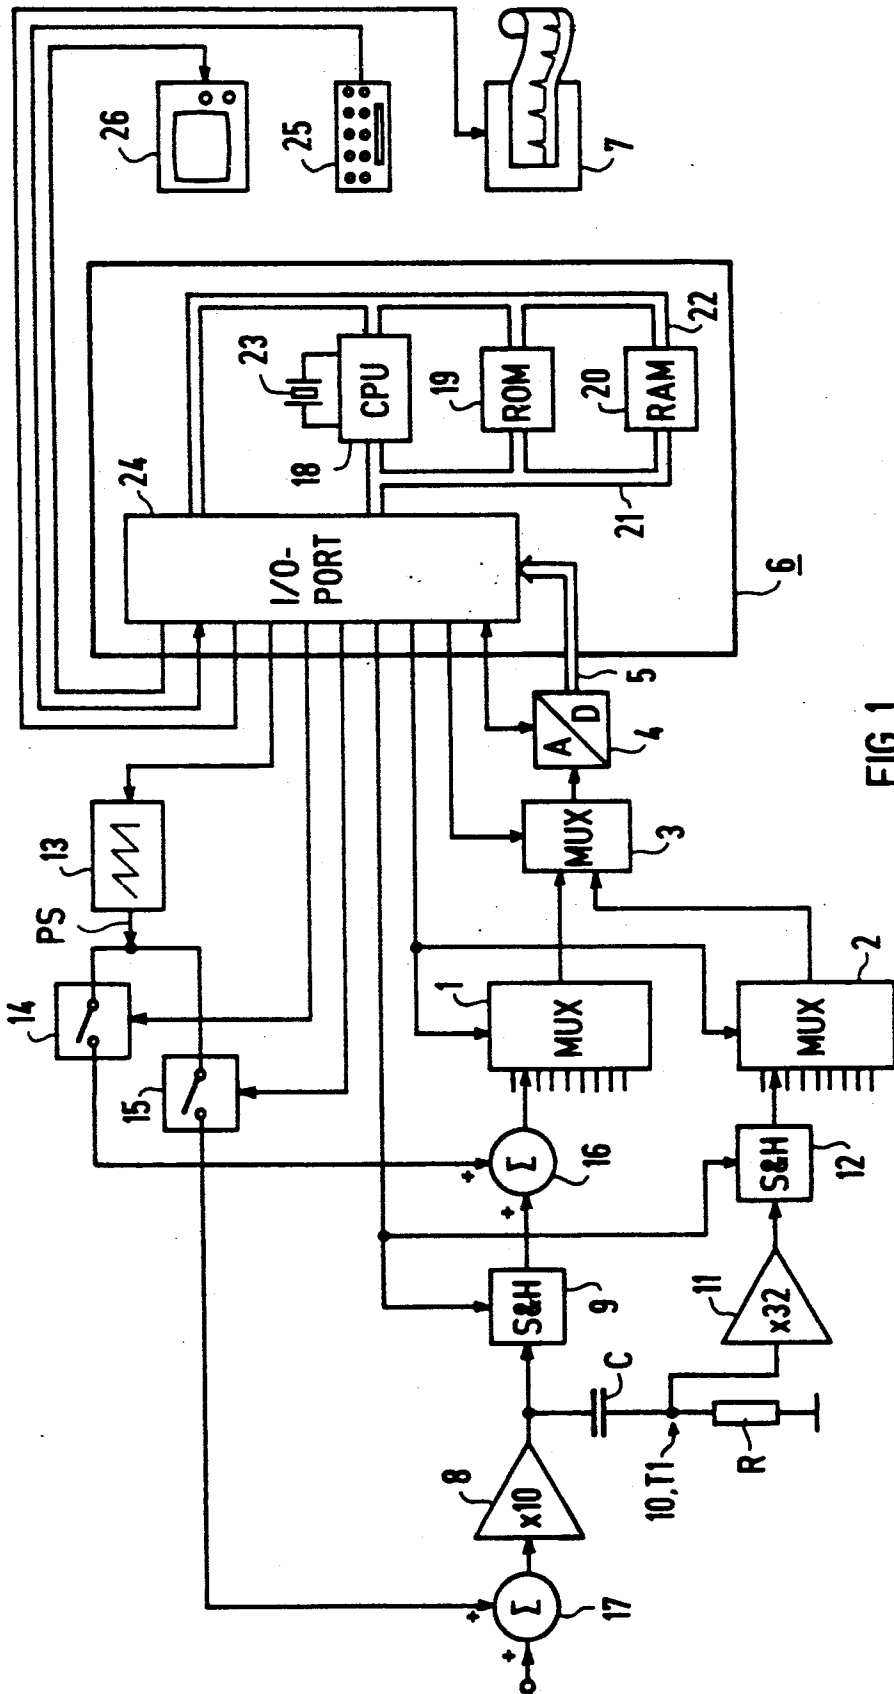 26
25
7
23
CPU
18
19
ROM
20
RAM
22
21
24
I/O-
PORT
6
5
A
D
4
MUX
3
13
PS
14
15
1
MUX
2
MUX
+
Σ
16
+
S&H
12
S&H
9
11
x32
C
10,T1
R
8
x10
+
Σ
17
+
FIG 1